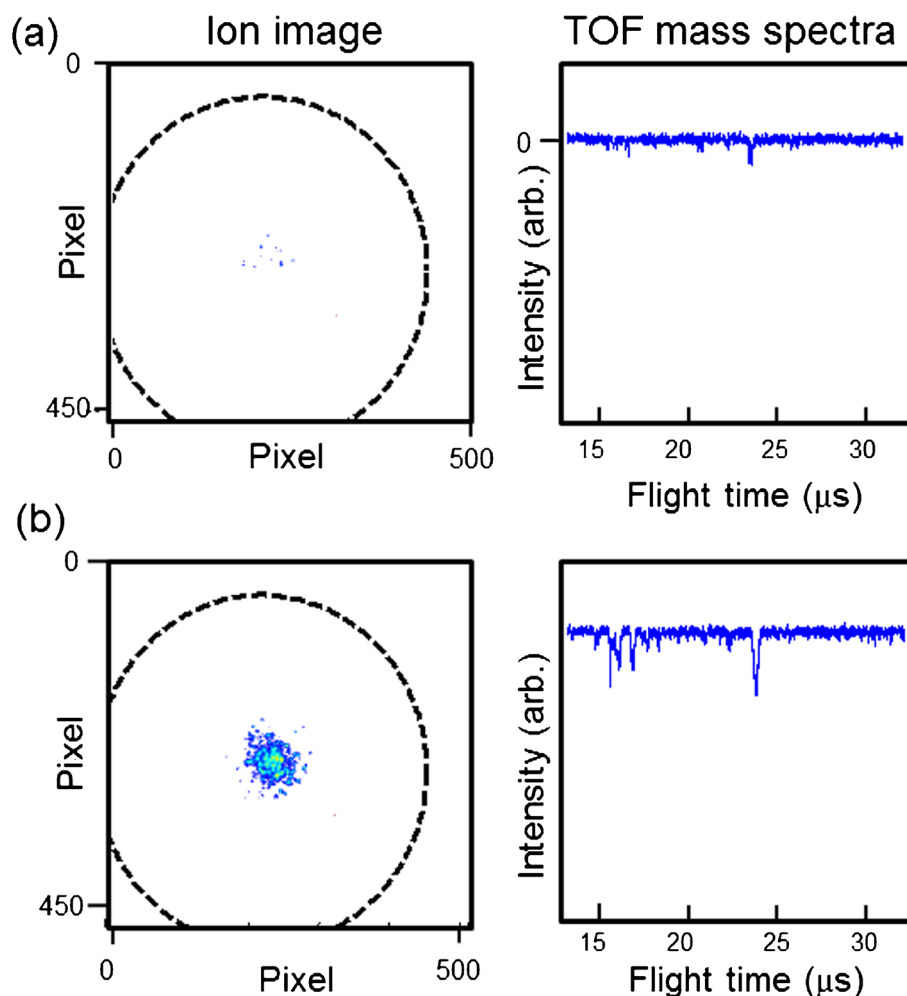 (a)
Ion image
TOF mass spectra
0
Pixel
450
0
Pixel
500
0
Intensity (arb.)
15 20 25 30
Flight time (μs)
(b)
0
Pixel
450
0
Pixel
500
Intensity (arb.)
15 20 25 30
Flight time (μs)